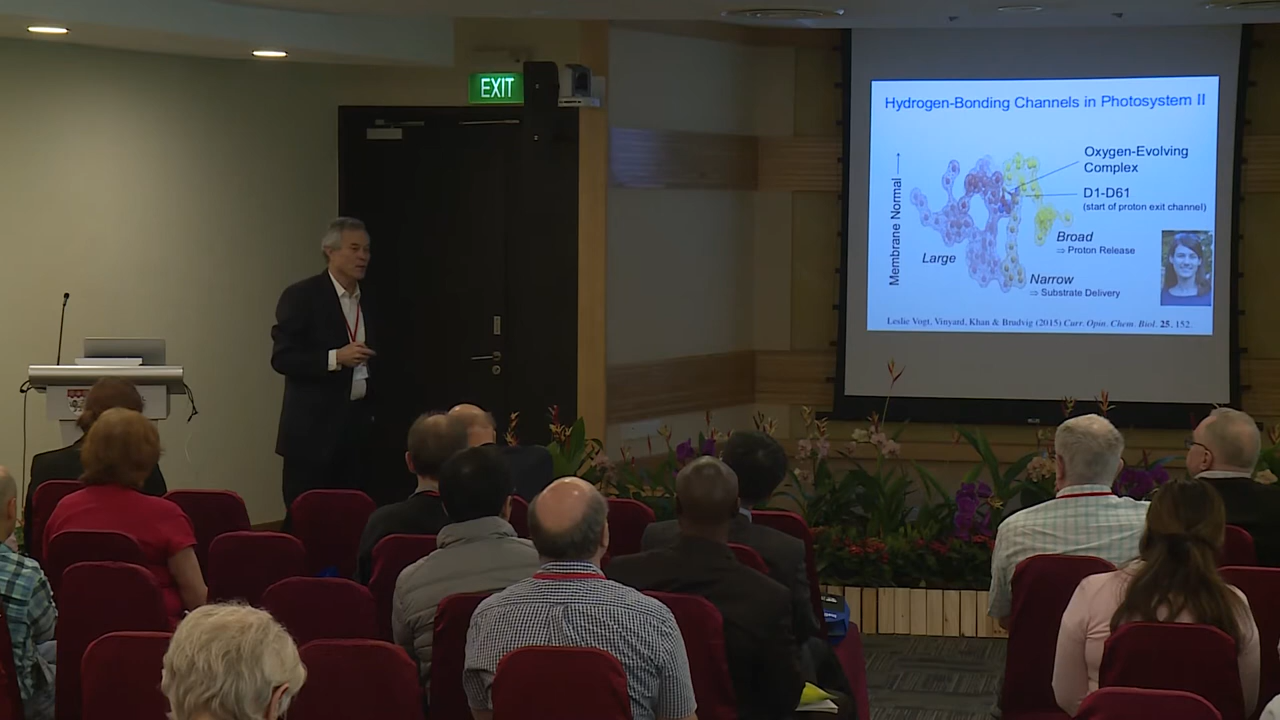 EXIT
Hydrogen-Bonding Channels in Photosystem II
Oxygen-Evolving
Complex
D1-D61
(start of proton exit channel)
Membrane Normal →
Large
Broad
⇒ Proton Release
Narrow
⇒ Substrate Delivery
Leslie Vogt, Vinyard, Khan & Brudvig (2015) Curr. Opin. Chem. Biol. 25, 152.